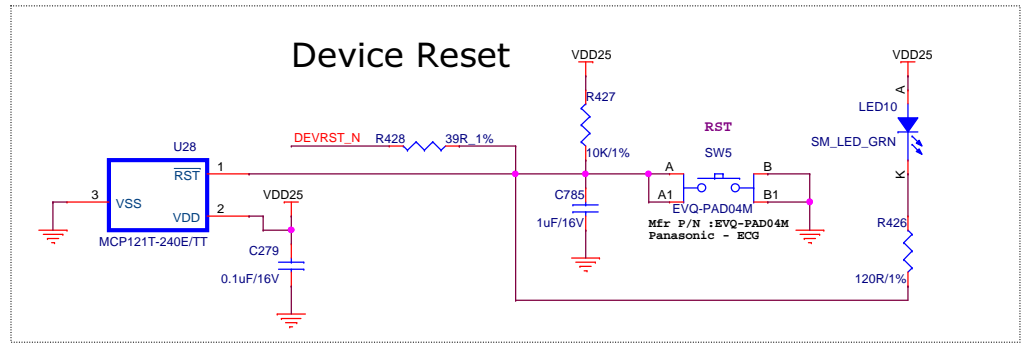 Device Reset
VDD25
VDD25
A
R427
LED10
DEVRST_N
R428
39R_1%
RST
SM_LED_GRN
U28
10K/1%
SW5
1
RST
A
B
K
3
VSS
VDD25
C785
A1
B1
VDD
2
1uF/16V
EVQ-PAD04M
R426
MCP121T-240E/TT
Mfr P/N :EVQ-PAD04M
Panasonic - ECG
C279
0.1uF/16V
120R/1%